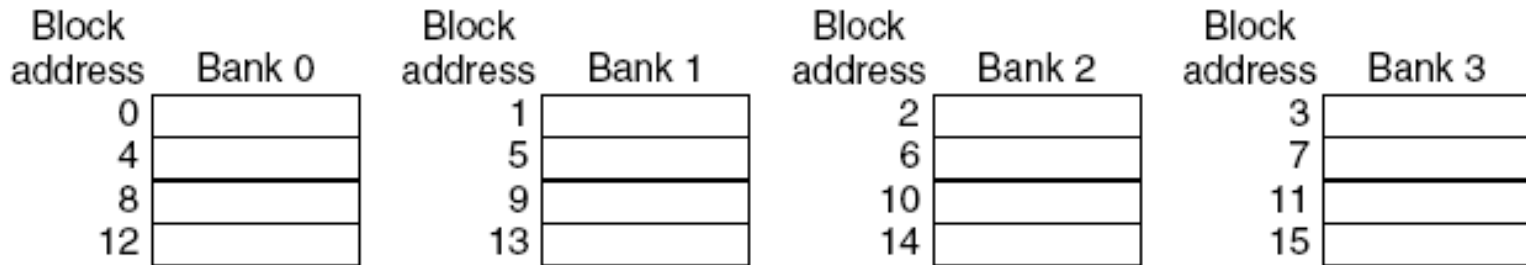 Block Block Block Block
address Bank 0 address Bank 1 address Bank 2 address Bank 3
0 1 2 3
4 5 6 7
8 9 10 11
12 13 14 15